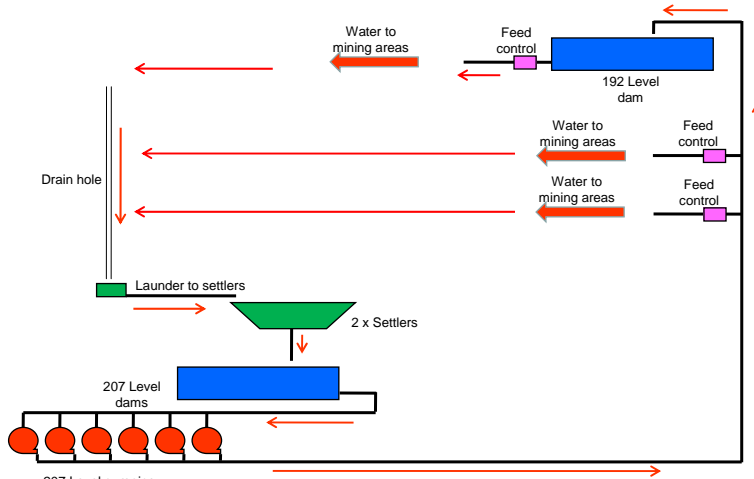 Water to
mining areas
Feed
control
192 Level
dam
Water to
mining areas
Feed
control
Drain hole
Water to
mining areas
Feed
control
Launder to settlers
2 x Settlers
207 Level
dams